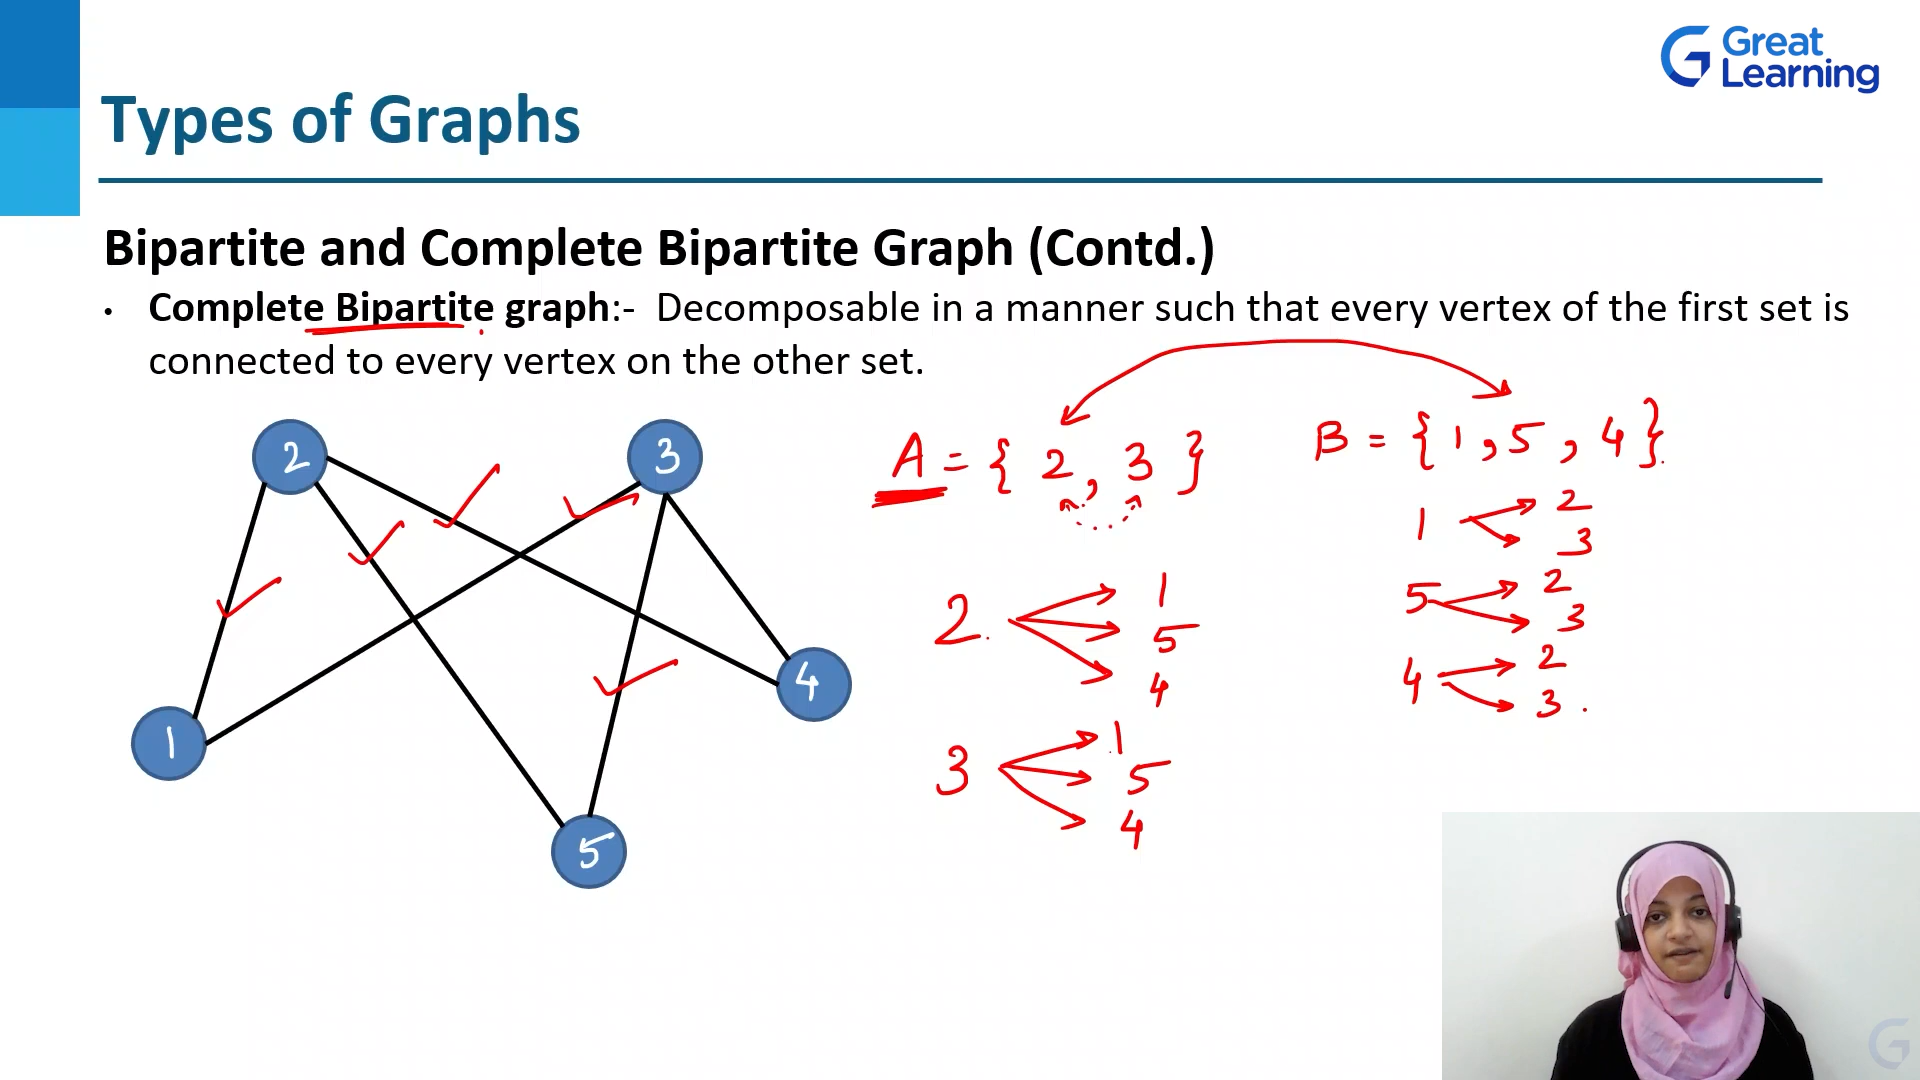 Great
Learning
Types of Graphs
Bipartite and Complete Bipartite Graph (Contd.)
• Complete Bipartite graph:- Decomposable in a manner such that every vertex of the first set is
connected to every vertex on the other set.
2
3
4
1
5
A = { 2, 3 }
B = { 1, 5, 4 }
2
1
5
4
3
1
5
4
1
2
3
5
2
3
4
2
3